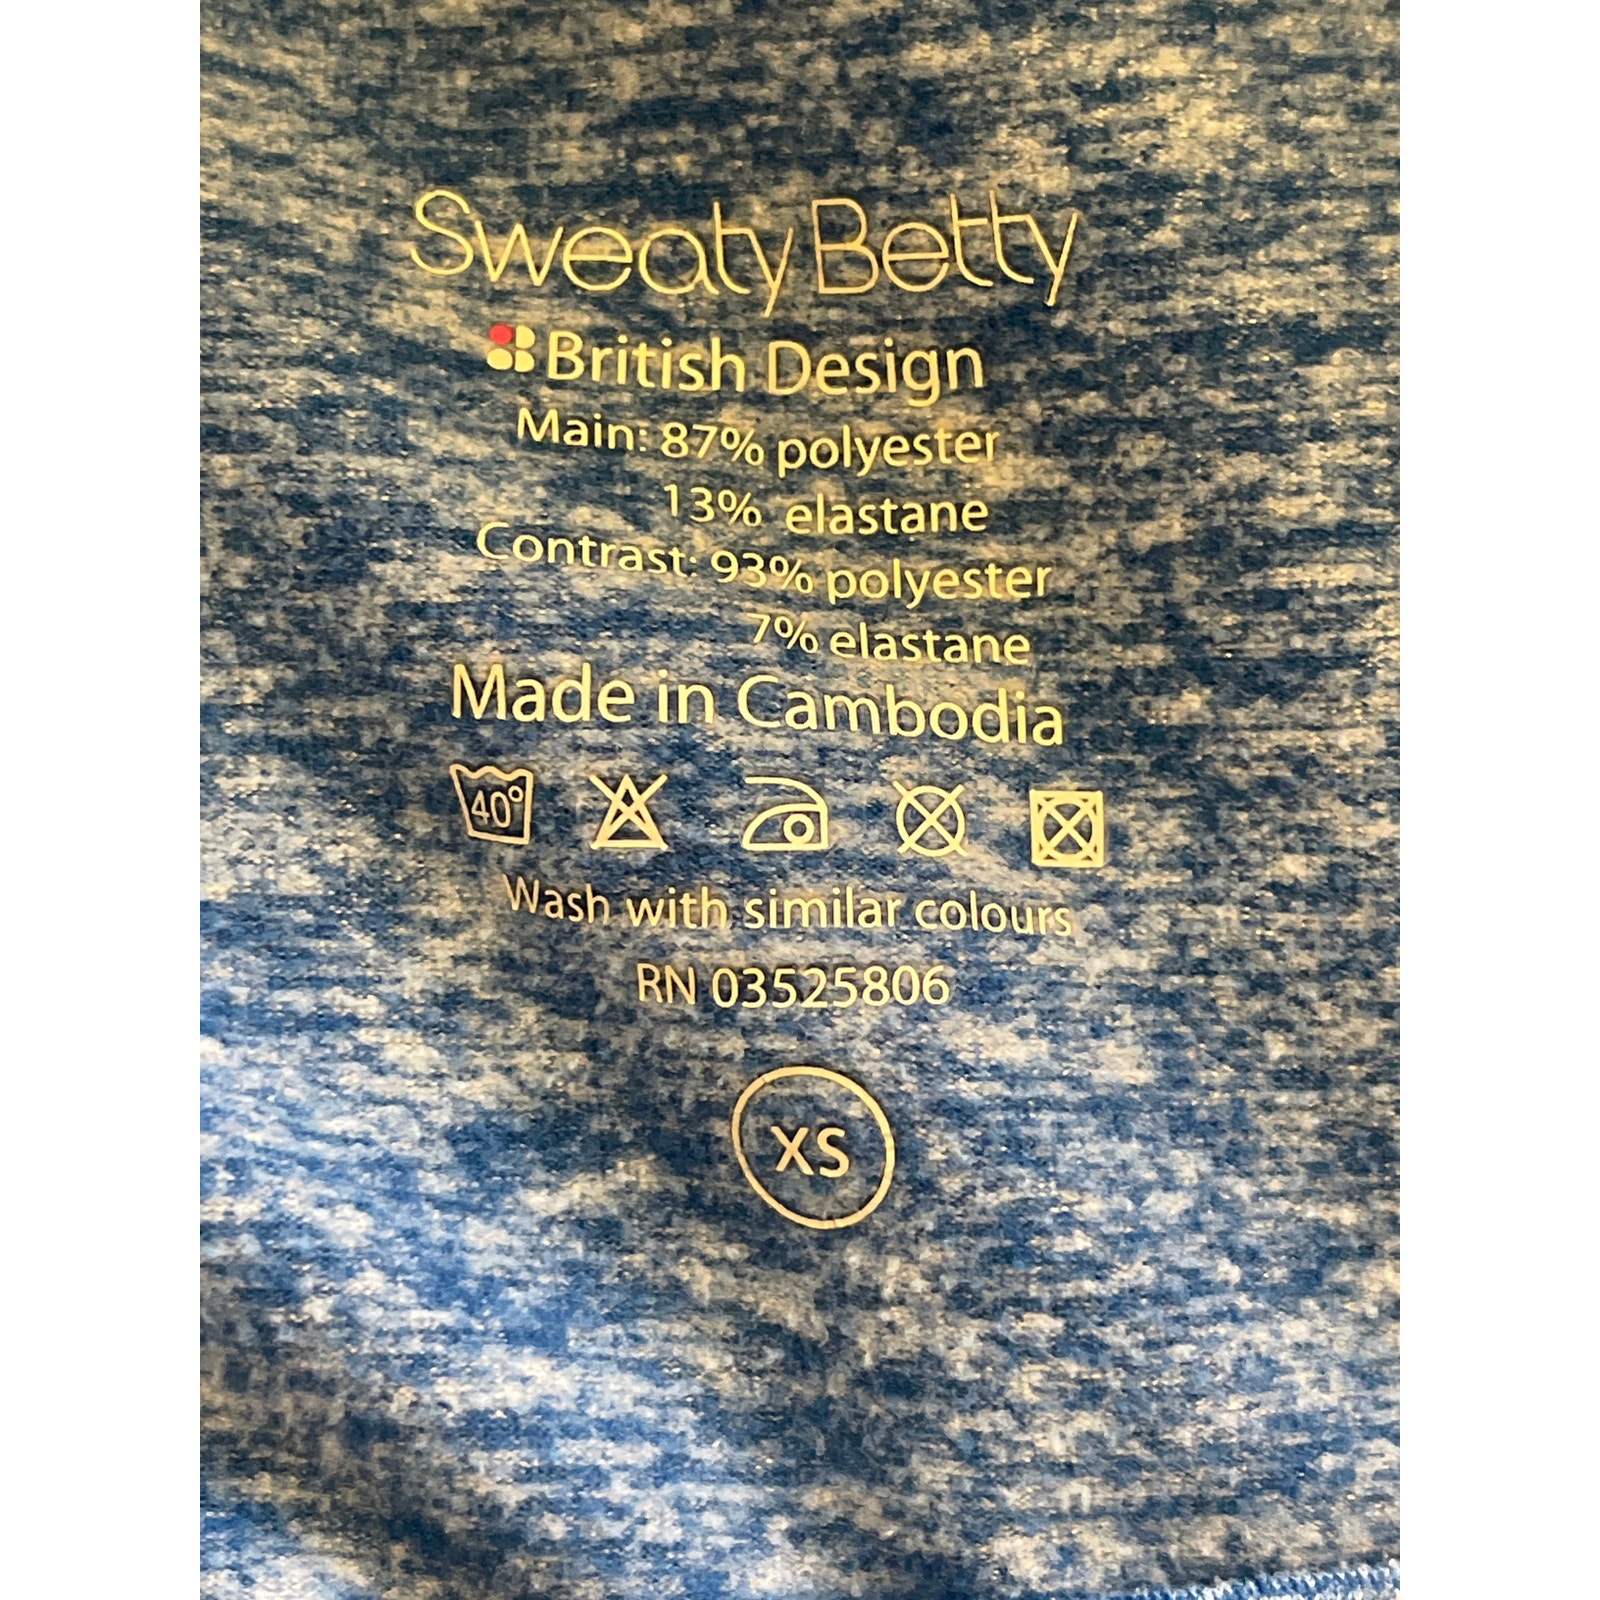 Sweaty Betty
British Design
Main: 87% polyester
13% elastane
Contrast: 93% polyester
7% elastane
Made in Cambodia
40°
Wash with similar colours
RN 03525806
XS